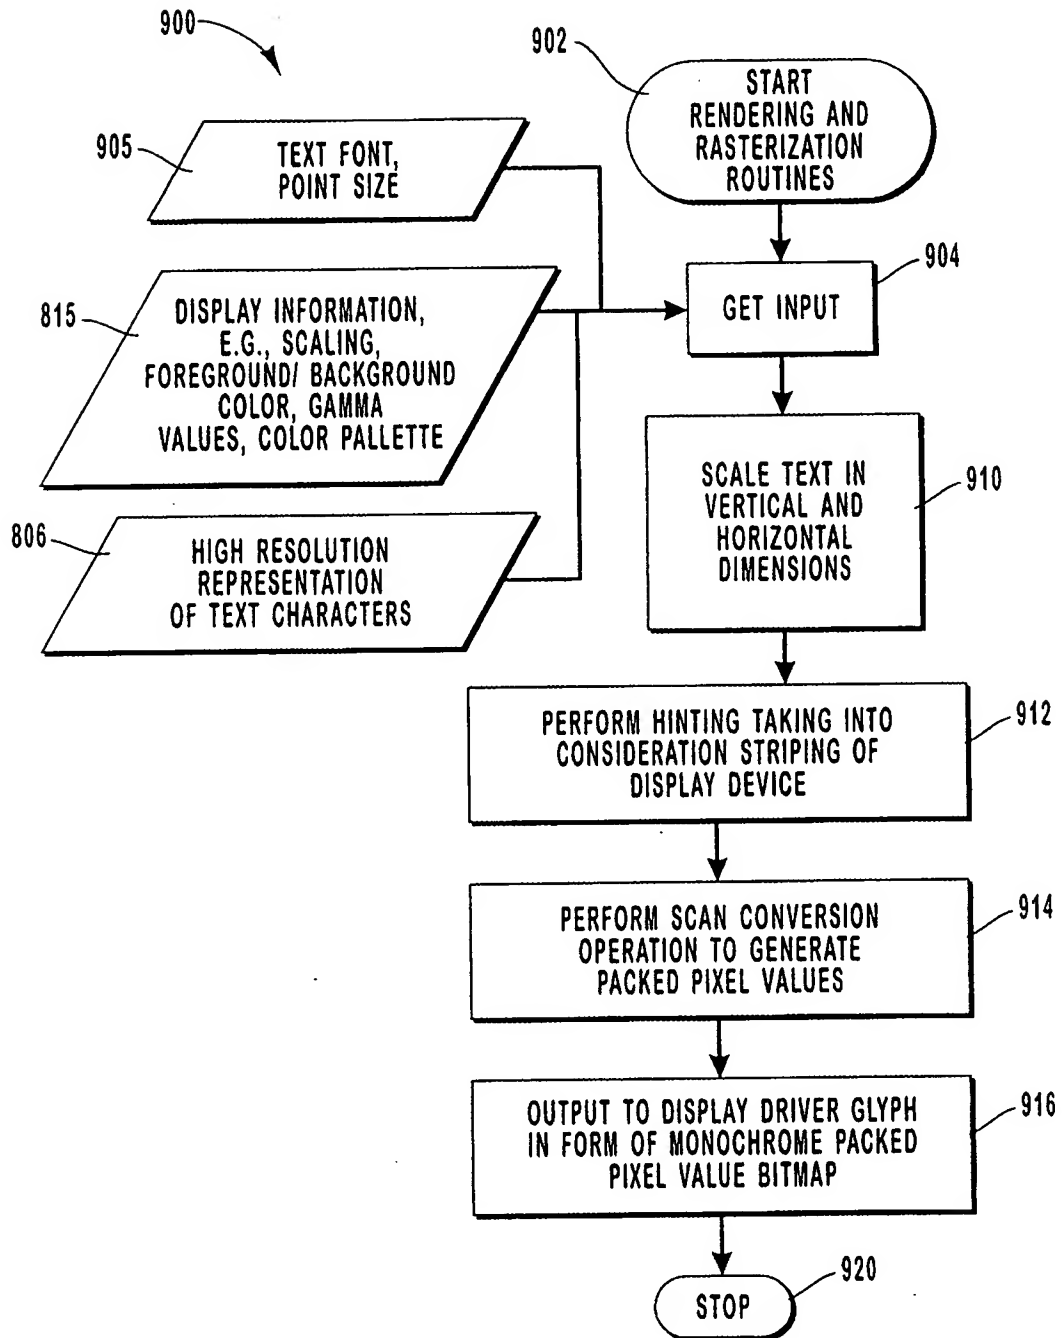 900
902
START
RENDERING AND
RASTERIZATION
ROUTINES
905
TEXT FONT,
POINT SIZE
904
GET INPUT
815
DISPLAY INFORMATION,
E.G., SCALING,
FOREGROUND/ BACKGROUND
COLOR, GAMMA
VALUES, COLOR PALLETTE
806
HIGH RESOLUTION
REPRESENTATION
OF TEXT CHARACTERS
SCALE TEXT IN
VERTICAL AND
HORIZONTAL
DIMENSIONS
910
PERFORM HINTING TAKING INTO
CONSIDERATION STRIPING OF
DISPLAY DEVICE
912
PERFORM SCAN CONVERSION
OPERATION TO GENERATE
PACKED PIXEL VALUES
914
OUTPUT TO DISPLAY DRIVER GLYPH
IN FORM OF MONOCHROME PACKED
PIXEL VALUE BITMAP
916
STOP
920